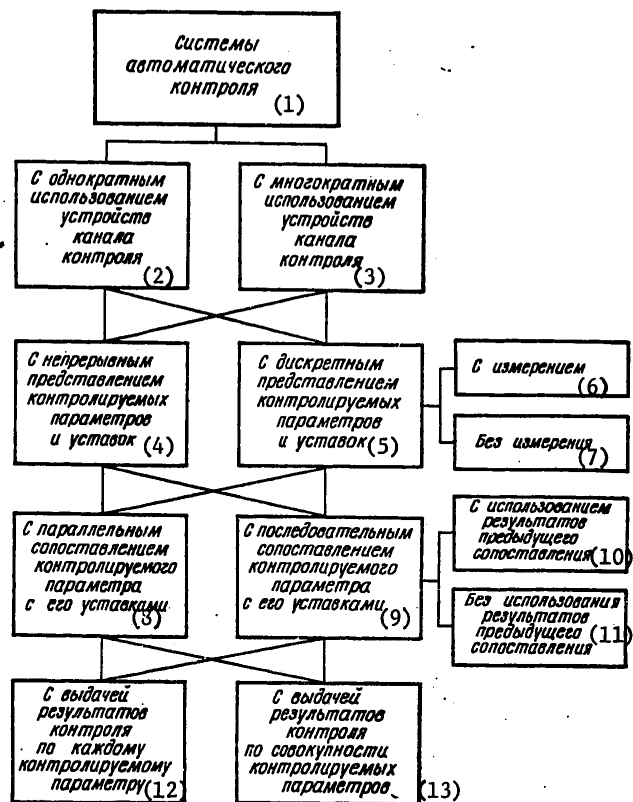 Системы
автоматического
контроля
(1)
С однократным
использованием
устройств
канала
контроля
(2)
С многократным
использованием
устройств
канала
контроля
(3)
С непрерывным
представлением
контролируемых
параметров
и уставок
(4)
С дискретным
представлением
контролируемых
параметров
и уставок
(5)
С измерением
(6)
Без измерения
(7)
С параллельным
сопоставлением
контролируемого
параметра
с его уставками
(8)
С последовательным
сопоставлением
контролируемого
параметра
с его уставками
(9)
С использованием
результатов
предыдущего
сопоставления
(10)
Без использования
результатов
предыдущего
сопоставления
(11)
С выдачей
результатов
контроля
по каждому
контролируемому
параметру
(12)
С выдачей
результатов
контроля
по совокупности
контролируемых
параметров
(13)